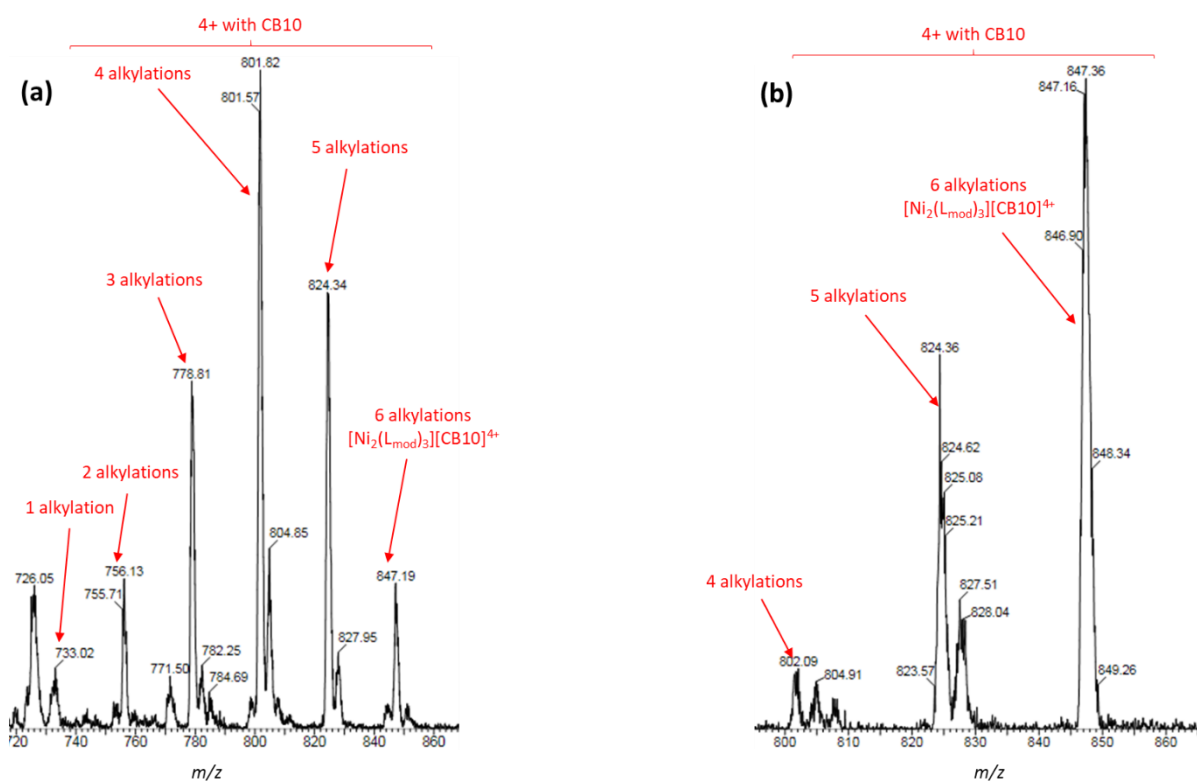 4+ with CB10
(a)
801.82
801.57
4 alkylations
5 alkylations
824.34
3 alkylations
778.81
6 alkylations
[Ni2(Lmod)3][CB10]4+
2 alkylations
1 alkylation
804.85
726.05
756.13
755.71
847.19
733.02
771.50
782.25
784.69
827.95
720 740 760 780 800 820 840 860
m/z
4+ with CB10
(b)
847.36
847.16
6 alkylations
[Ni2(Lmod)3][CB10]4+
846.90
5 alkylations
824.36
824.62
825.08
825.21
848.34
4 alkylations
827.51
828.04
802.09
804.91
823.57
849.26
800 810 820 830 840 850 860
m/z